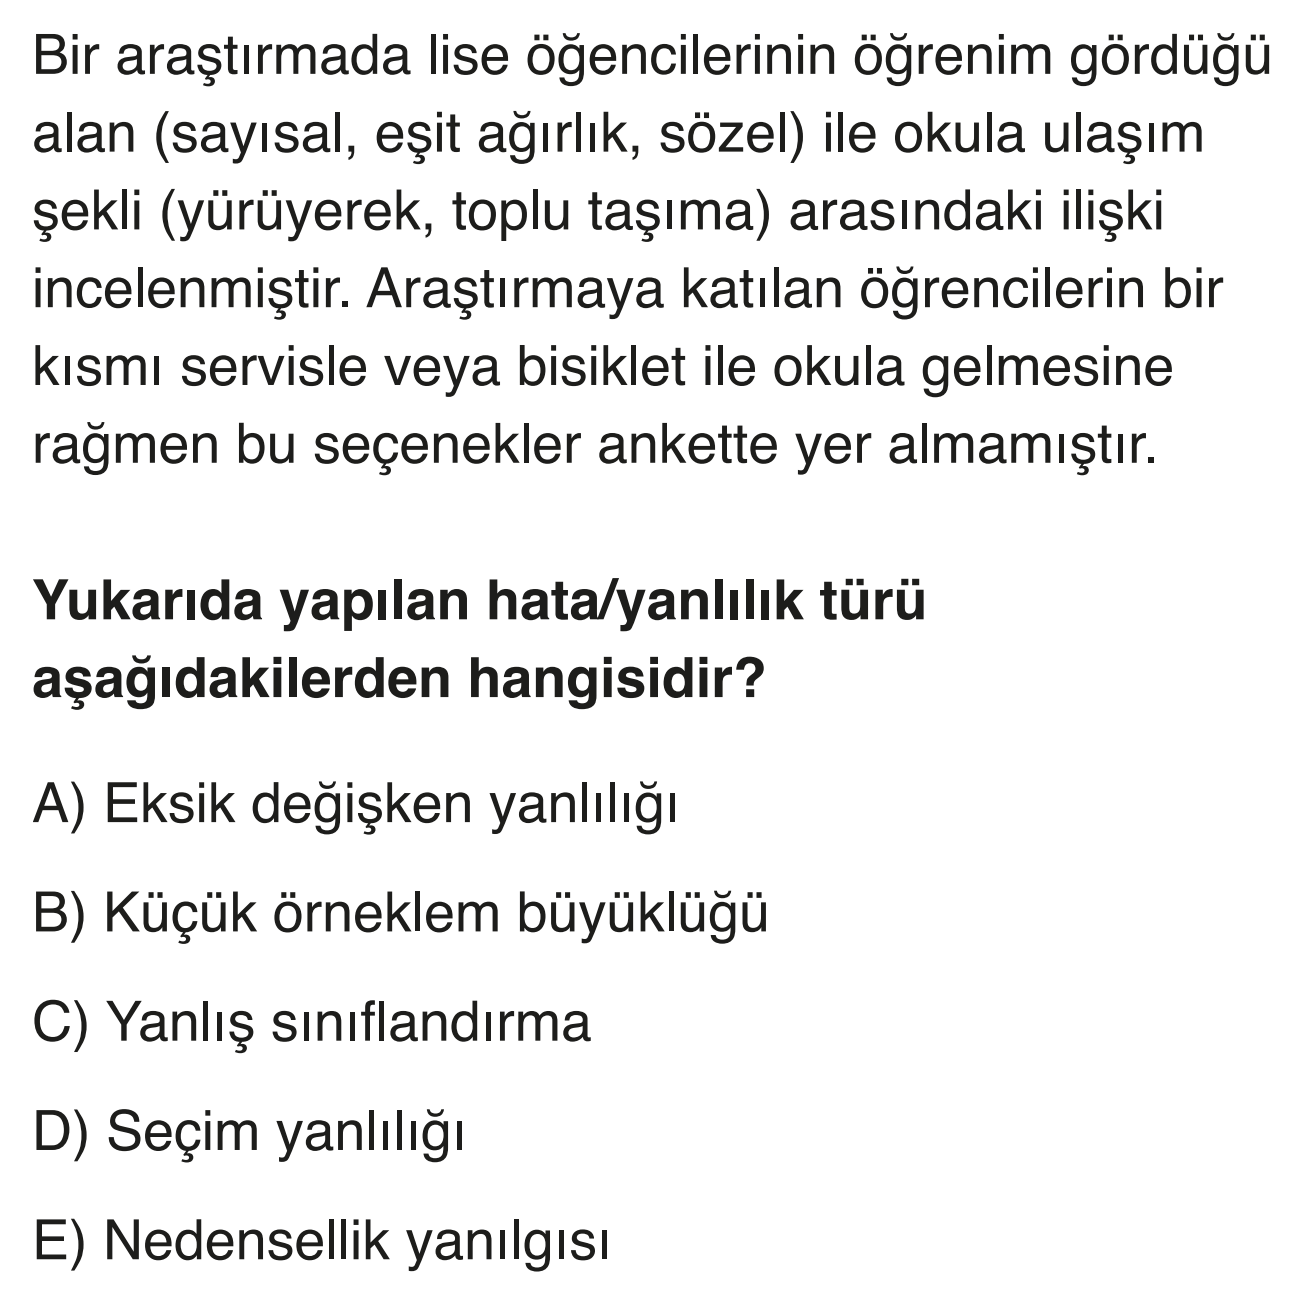 Bir araştırmada lise öğencilerinin öğrenim gördüğü
alan (sayısal, eşit ağırlık, sözel) ile okula ulaşım
şekli (yürüyerek, toplu taşıma) arasındaki ilişki
incelenmiştir. Araştırmaya katılan öğrencilerin bir
kısmı servisle veya bisiklet ile okula gelmesine
rağmen bu seçenekler ankette yer almamıştır.
Yukarıda yapılan hata/yanlılık türü
aşağıdakilerden hangisidir?
A) Eksik değişken yanlılığı
B) Küçük örneklem büyüklüğü
C) Yanlış sınıflandırma
D) Seçim yanlılığı
E) Nedensellik yanılgısı